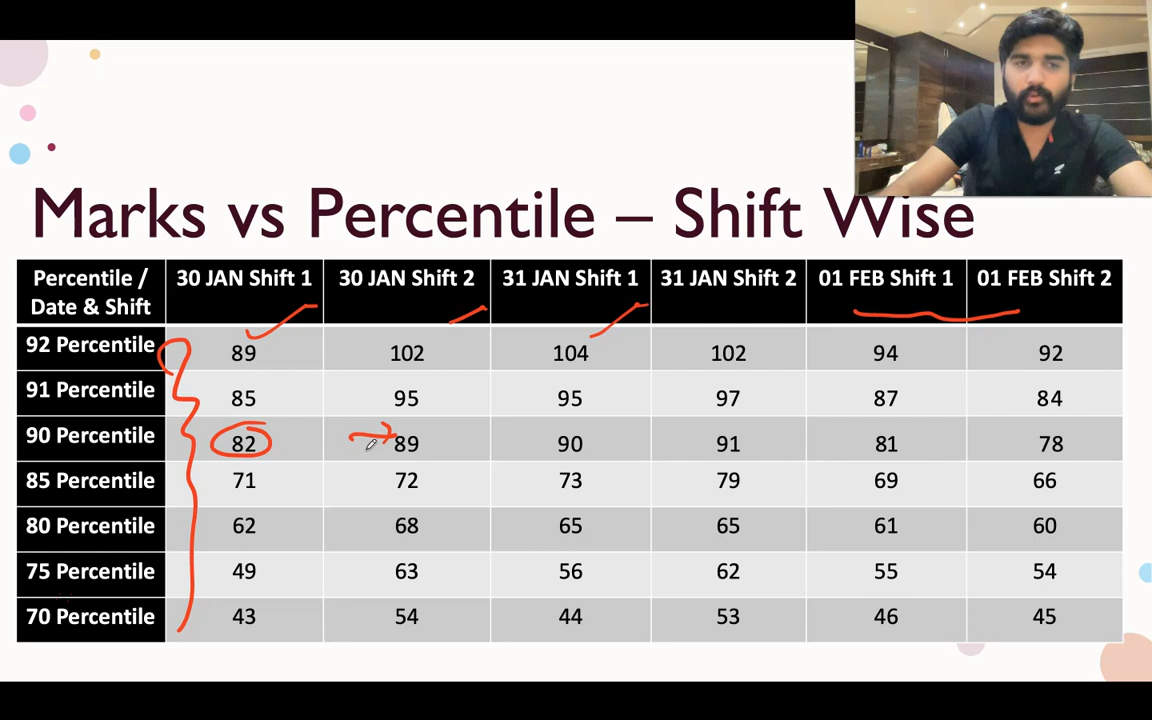 Marks vs Percentile – Shift Wise
Percentile / Date & Shift 30 JAN Shift 1 30 JAN Shift 2 31 JAN Shift 1 31 JAN Shift 2 01 FEB Shift 1 01 FEB Shift 2
92 Percentile 89 102 104 102 94 92
91 Percentile 85 95 95 97 87 84
90 Percentile 82 89 90 91 81 78
85 Percentile 71 72 73 79 69 66
80 Percentile 62 68 65 65 61 60
75 Percentile 49 63 56 62 55 54
70 Percentile 43 54 44 53 46 45